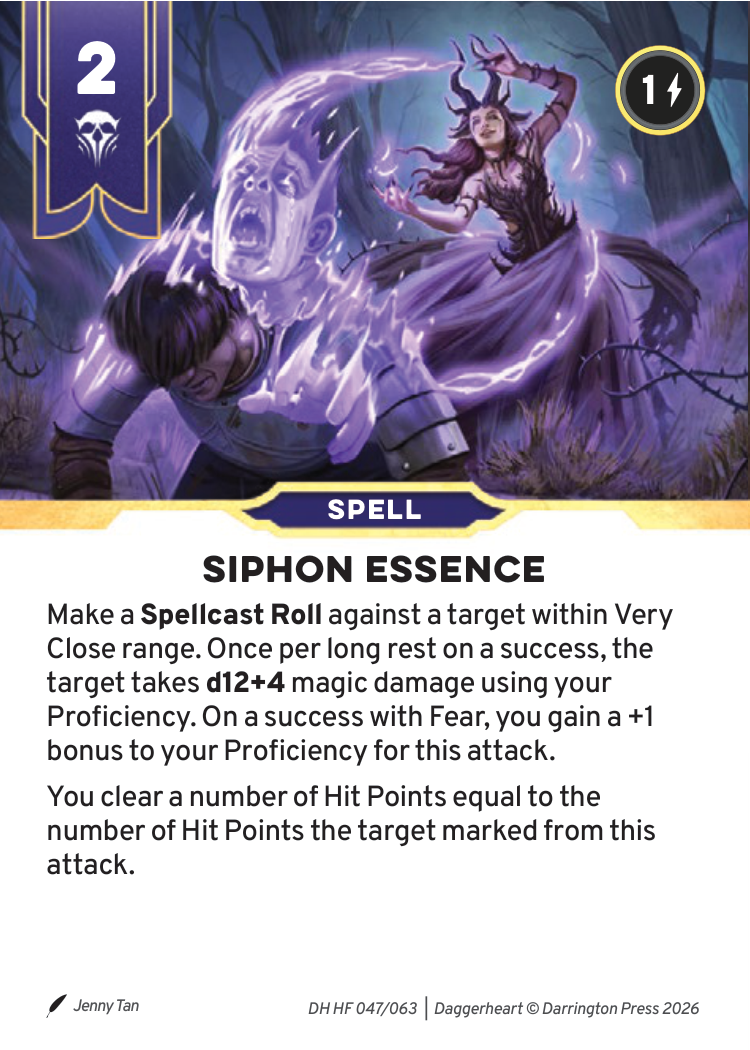 2
1
SPELL
SIPHON ESSENCE
Make a Spellcast Roll against a target within Very
Close range. Once per long rest on a success, the
target takes d12+4 magic damage using your
Proficiency. On a success with Fear, you gain a +1
bonus to your Proficiency for this attack.
You clear a number of Hit Points equal to the
number of Hit Points the target marked from this
attack.
Jenny Tan
DH HF 047/063 | Daggerheart © Darrington Press 2026